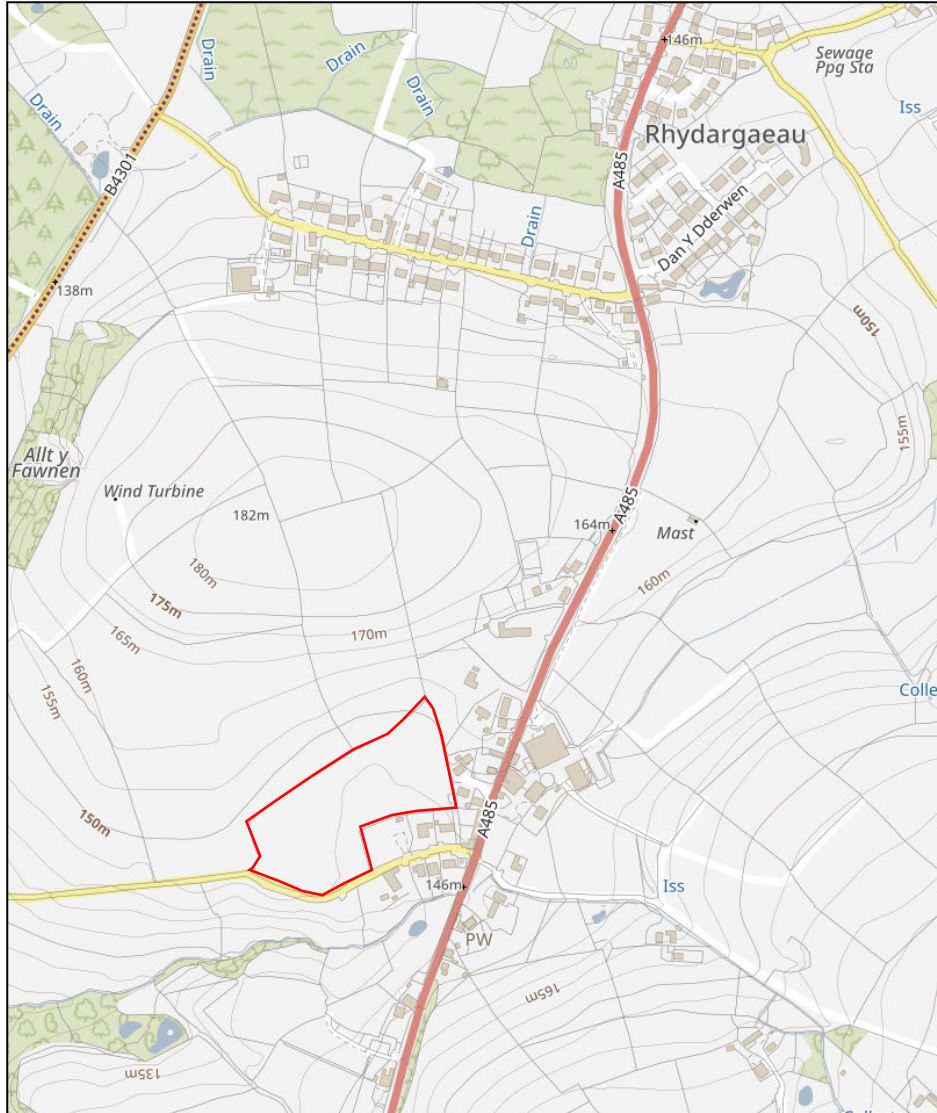 146m
Drain
Drain
Sewage
Ppg Sta
Drain
Drain
Iss
Rhydargaeau
B4301
A485
Dan Y Dderwen
Drain
138m
150m
155m
Allt y
Fawnen
Wind Turbine
182m
A485
164m
Mast
180m
160m
175m
170m
165m
160m
155m
Colle
150m
A485
146m
Iss
PW
165m
135m